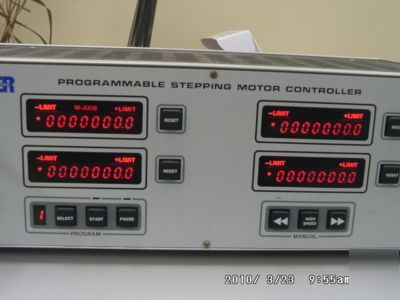 PROGRAMMABLE STEPPING MOTOR CONTROLLER
-LIMIT W-AXIS +LIMIT
* 0000000.0
RESET
-LIMIT +LIMIT
* 0000000.0
-LIMIT +LIMIT
* 0000000.0
RESET
-LIMIT +LIMIT
* 0000000.0
RESET
1 SELECT START PAUSE
PROGRAM
◀◀ HIGH SPEED ▶▶
MANUAL
2010/ 3/23 9:55am